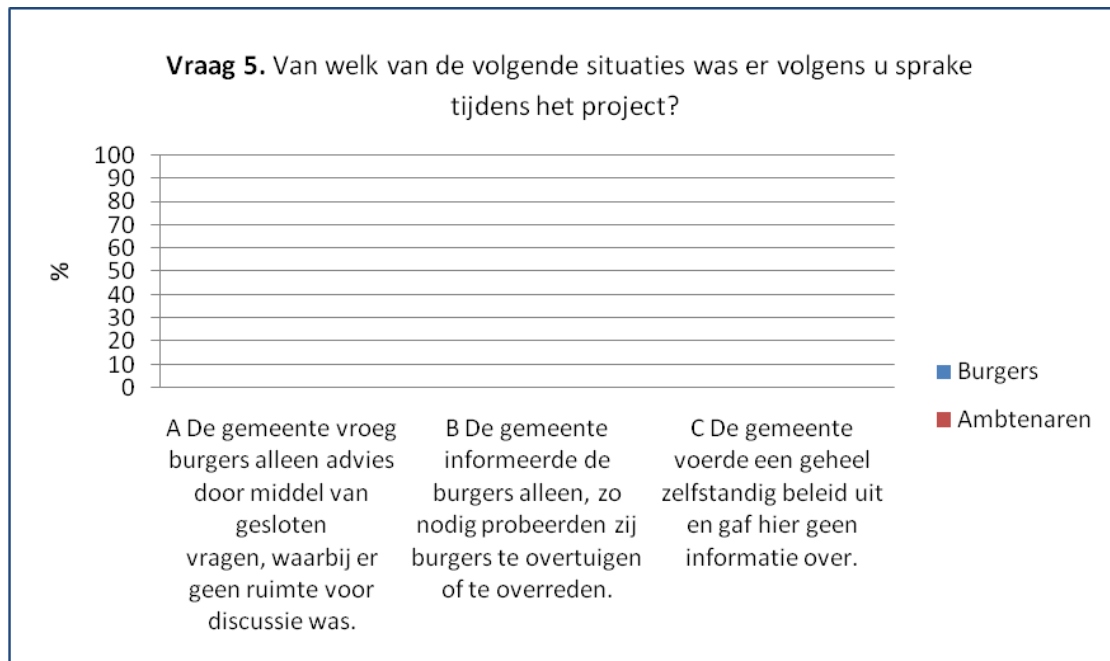 Vraag 5. Van welk van de volgende situaties was er volgens u sprake
tijdens het project?
100
90
80
70
60
50
40
30
20
10
0
%
A De gemeente vroeg
burgers alleen advies
door middel van
gesloten
vragen, waarbij er
geen ruimte voor
discussie was.
B De gemeente
informeerde de
burgers alleen, zo
nodig probeerden zij
burgers te overtuigen
of te overreden.
C De gemeente
voerde een geheel
zelfstandig beleid uit
en gaf hier geen
informatie over.
Burgers
Ambtenaren